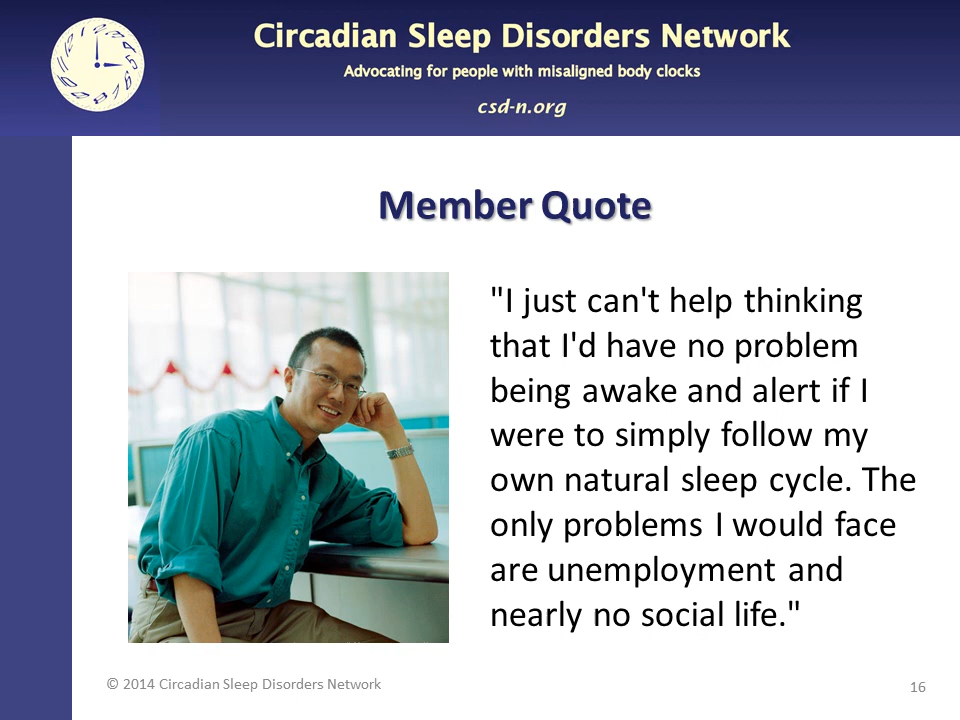 Circadian Sleep Disorders Network
Advocating for people with misaligned body clocks
csd-n.org
Member Quote
"I just can't help thinking
that I'd have no problem
being awake and alert if I
were to simply follow my
own natural sleep cycle. The
only problems I would face
are unemployment and
nearly no social life."
© 2014 Circadian Sleep Disorders Network
16